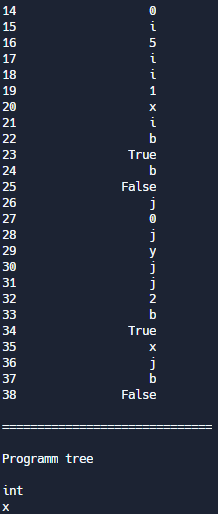 14 0
15 i
16 5
17 i
18 i
19 1
20 x
21 i
22 b
23 True
24 b
25 False
26 j
27 0
28 j
29 y
30 j
31 j
32 2
33 b
34 True
35 x
36 j
37 b
38 False
==============================
Programm tree
int
x